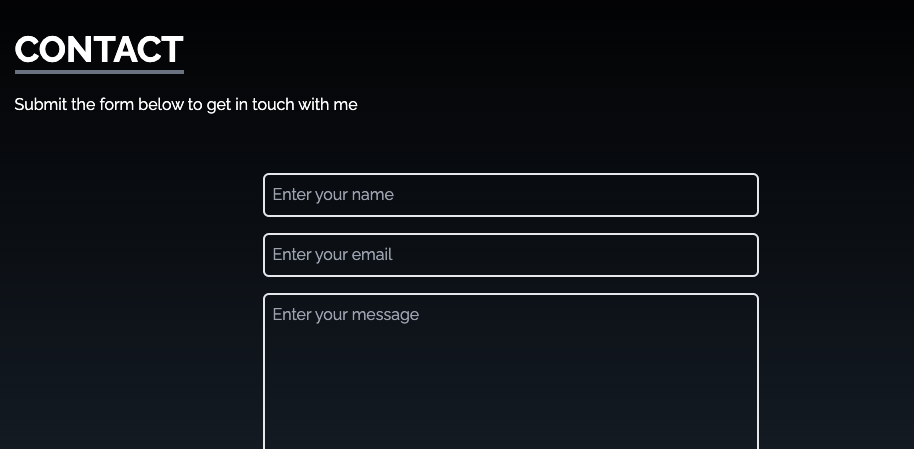 CONTACT
Submit the form below to get in touch with me
Enter your name
Enter your email
Enter your message